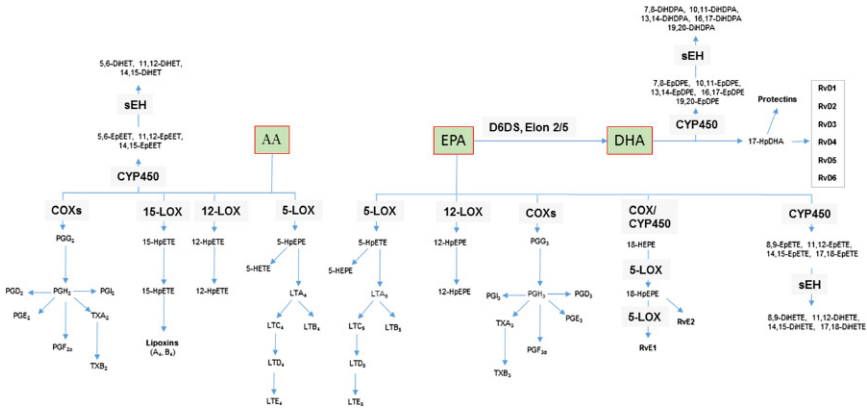 7,8-DiHDPA, 10,11-DiHDPA,
13,14-DiHDPA, 16,17-DiHDPA
19,20-DiHDPA
sEH
7,8-EpDPE, 10,11-EpDPE,
13,14-EpDPE, 16,17-EpDPE
19,20-EpDPE
CYP450
5,6-DiHET, 11,12-DiHET,
14,15-DiHET
sEH
5,6-EpEET, 11,12-EpEET,
14,15-EpEET
CYP450
AA
EPA
D6DS, Elon 2/5
DHA
17-HpDHA
Protectins
RvD1
RvD2
RvD3
RvD4
RvD5
RvD6
COXs
PGG₂
PGD₂
PGH₂
PGI₂
PGE₂
TXA₂
PGF₂α
TXB₂
15-LOX
15-HpETE
15-HpETE
Lipoxins
(A₄, B₄)
12-LOX
12-HpETE
12-HpETE
5-LOX
5-HpEPE
5-HETE
LTA₄
LTC₄
LTB₄
LTD₄
LTE₄
5-LOX
5-HpETE
5-HEPE
LTA₅
LTC₅
LTB₅
LTD₅
LTE₅
12-LOX
12-HpEPE
12-HpEPE
COXs
PGG₃
PGI₃
PGH₃
PGD₃
TXA₃
PGE₃
PGF₃α
TXB₃
COX/
CYP450
18-HEPE
5-LOX
18-HpEPE
5-LOX
RvE2
RvE1
CYP450
8,9-EpETE, 11,12-EpETE,
14,15-EpETE, 17,18-EpETE
sEH
8,9-DiHETE, 11,12-DiHETE,
14,15-DiHETE, 17,18-DiHETE